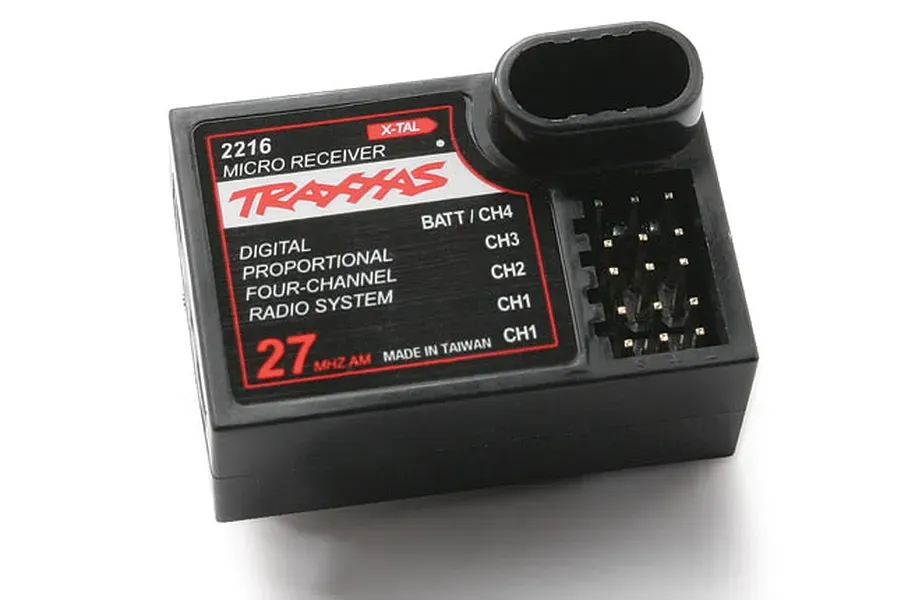 2216
X-TAL
MICRO RECEIVER
TRAXXAS
BATT / CH4
DIGITAL
CH3
PROPORTIONAL
FOUR-CHANNEL
CH2
RADIO SYSTEM
CH1
27 MHZ AM
MADE IN TAIWAN
CH1